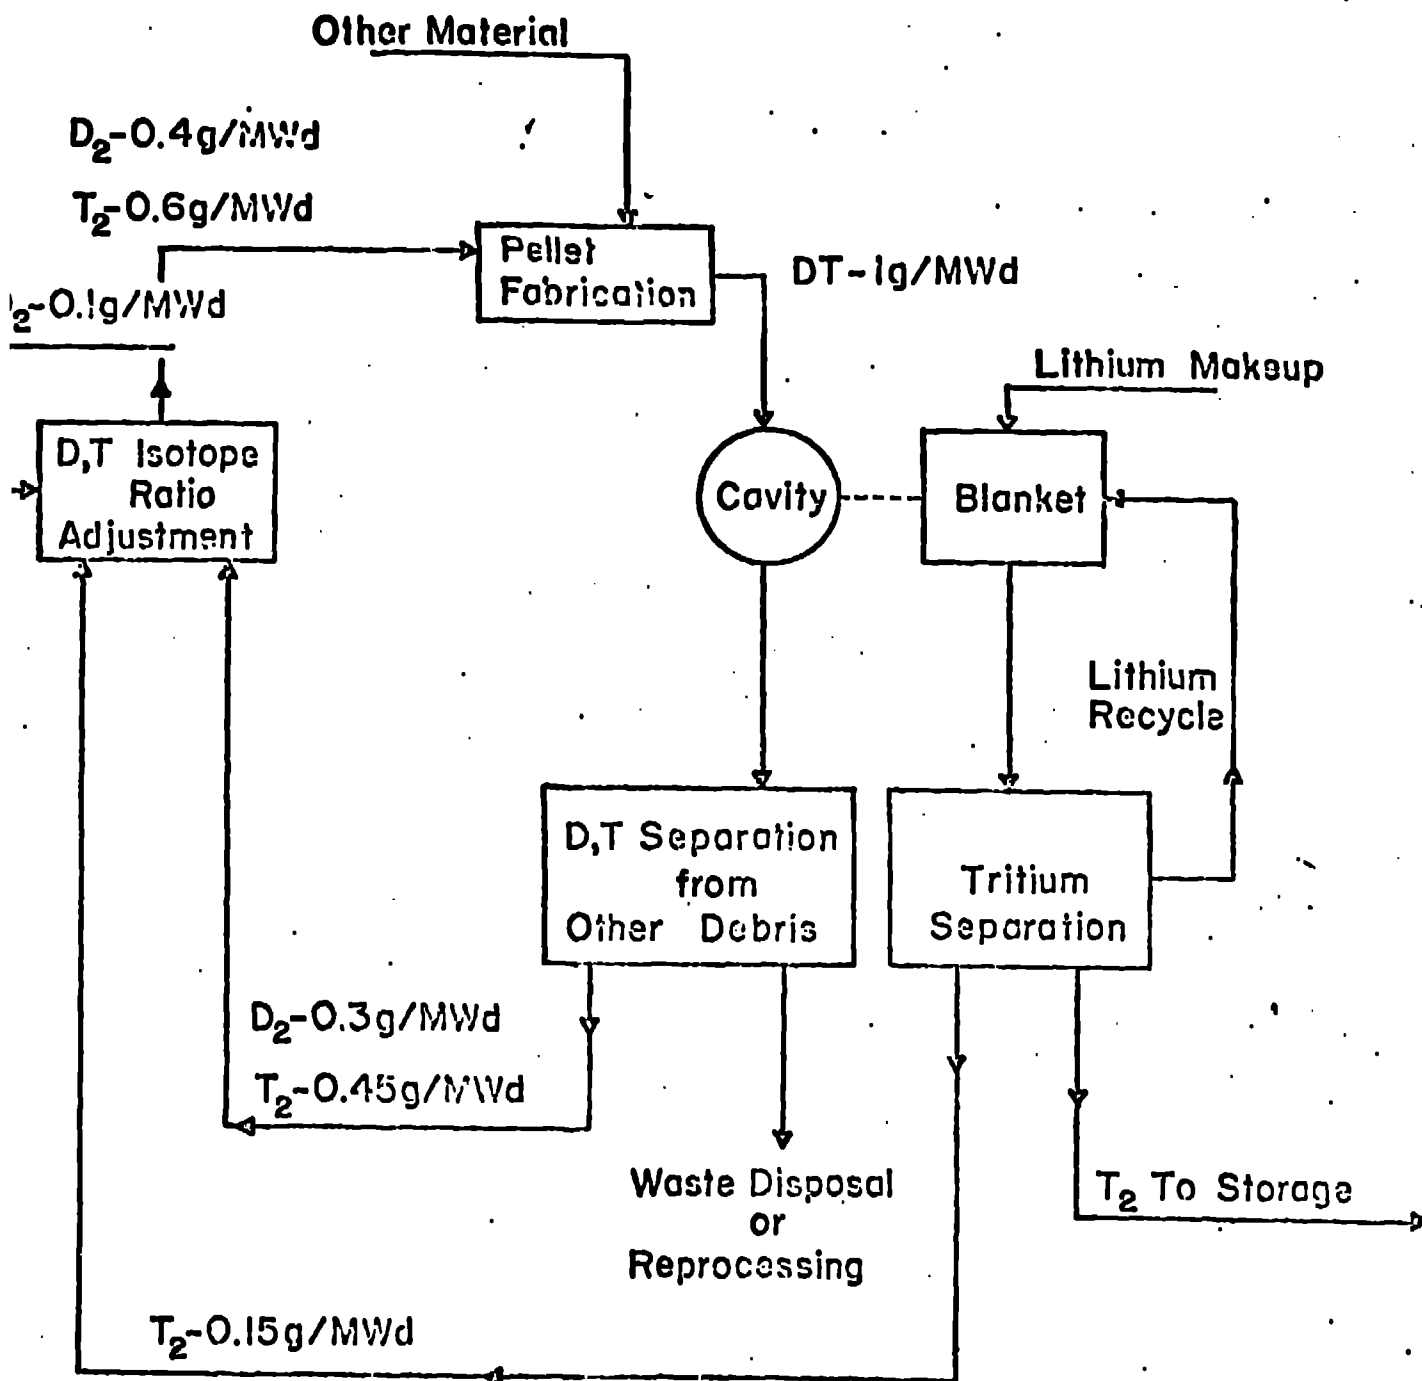 Other Material
D₂-0.4g/MWd
T₂-0.6g/MWd
Pellet
Fabrication
DT-1g/MWd
₂-0.1g/MWd
Lithium Makeup
D,T Isotope
Ratio
Adjustment
Cavity
Blanket
Lithium
Recycle
D,T Separation
from
Other Debris
Tritium
Separation
D₂-0.3g/MWd
T₂-0.45g/MWd
Waste Disposal
or
Reprocessing
T₂ To Storage
T₂-0.15g/MWd